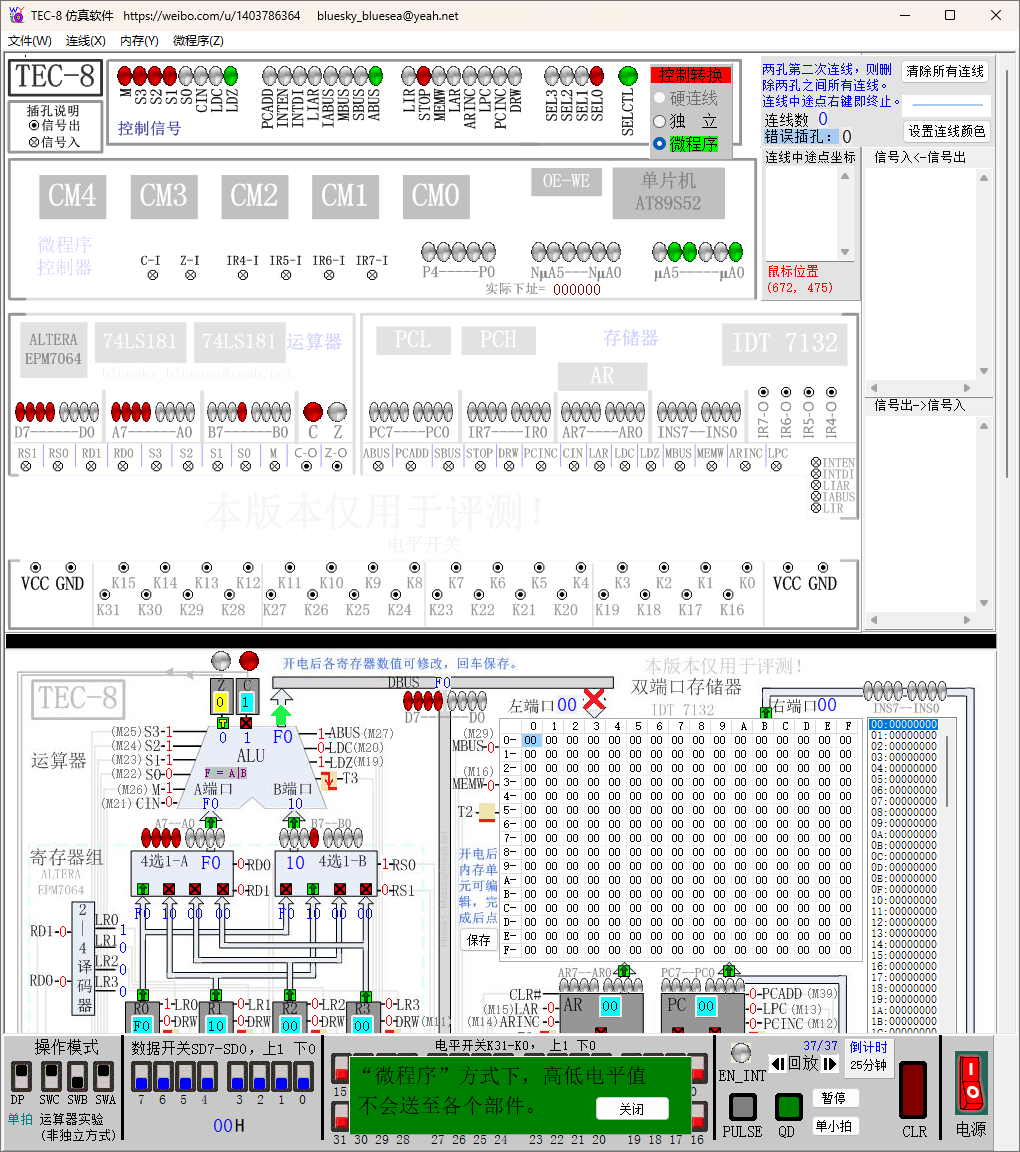 TEC-8 仿真软件 https://weibo.com/u/1403786364 bluesky_bluesea@yeah.net
文件(W) 连线(X) 内存(Y) 微程序(Z)
TEC-8
插孔说明
信号出
信号入
M S3 S2 S1 S0 CIN LDC LDZ
PCADD INTEN INTDI LIAR IABUS MBUS SBUS ABUS
LIR STOP MEMW LAR ARINC LPC PCINC DRW
SEL3 SEL2 SEL1 SEL0
SELCTL
控制信号
控制转换
硬连线
独 立
微程序
两孔第二次连线，则删
除两孔之间所有连线。
连线中途点右键即终止。
连线数 0
错误插孔：0
清除所有连线
设置连线颜色
连线中途点坐标
信号入<-信号出
鼠标位置
(672, 475)
信号出->信号入
CM4 CM3 CM2 CM1 CM0
OE-WE
单片机
AT89S52
微程序
控制器
C-I Z-I IR4-I IR5-I IR6-I IR7-I
P4-----P0
NμA5---NμA0
μA5-----μA0
实际下址= 000000
ALTERA
EPM7064
74LS181 74LS181 运算器
bluesky_bluesea@yeah.net
PCL PCH 存储器
AR
IDT 7132
D7------D0 A7------A0 B7------B0 C Z
PC7----PC0 IR7----IR0 AR7----AR0 INS7--INS0
IR7-O IR6-O IR5-O IR4-O
RS1 RS0 RD1 RD0 S3 S2 S1 S0 M C-O Z-O
ABUS PCADD SBUS STOP DRW PCINC CIN LAR LDC LDZ MBUS MEMW ARINC LPC
INTEN
INTDI
LIAR
IABUS
LIR
本版本仅用于评测！
电平开关
VCC GND K15 K14 K13 K12 K11 K10 K9 K8 K7 K6 K5 K4 K3 K2 K1 K0 VCC GND
K31 K30 K29 K28 K27 K26 K25 K24 K23 K22 K21 K20 K19 K18 K17 K16
开电后各寄存器数值可修改，回车保存。
本版本仅用于评测！
TEC-8
Z C
0 1
0 1
DBUS F0
D7-----D0
F0
双端口存储器
IDT 7132
左端口00
右端口00
INS7--INS0
运算器
(M25)S3-1
(M24)S2-1
(M23)S1-1
(M22)S0-0
(M26)M-1
(M21)CIN-0
ALU
F = A|B
A端口 B端口
F0 10
1-ABUS(M27)
0-LDC(M20)
1-LDZ(M19)
T3
(M29)
MBUS-0
(M16)
MEMW-0
T2
A7--A0 B7--B0
寄存器组
ALTERA
EPM7064
4选1-A F0
10 4选1-B
0-RD0
0-RD1
1-RS0
0-RS1
F0 10 00 00 F0 10 00 00
2—4译码器
RD1-0
RD0-0
LR0 1
LR1 0
LR2 0
LR3 0
R0 R1 R2 R3
F0 10 00 00
1-LR0 0-LR1 0-LR2 0-LR3
0-DRW 0-DRW 0-DRW 0-DRW(M11)
开电后
内存单
元可编
辑，完
成后点
保存
0 1 2 3 4 5 6 7 8 9 A B C D E F
0- 00 00 00 00 00 00 00 00 00 00 00 00 00 00 00 00
1- 00 00 00 00 00 00 00 00 00 00 00 00 00 00 00 00
2- 00 00 00 00 00 00 00 00 00 00 00 00 00 00 00 00
3- 00 00 00 00 00 00 00 00 00 00 00 00 00 00 00 00
4- 00 00 00 00 00 00 00 00 00 00 00 00 00 00 00 00
5- 00 00 00 00 00 00 00 00 00 00 00 00 00 00 00 00
6- 00 00 00 00 00 00 00 00 00 00 00 00 00 00 00 00
7- 00 00 00 00 00 00 00 00 00 00 00 00 00 00 00 00
8- 00 00 00 00 00 00 00 00 00 00 00 00 00 00 00 00
9- 00 00 00 00 00 00 00 00 00 00 00 00 00 00 00 00
A- 00 00 00 00 00 00 00 00 00 00 00 00 00 00 00 00
B- 00 00 00 00 00 00 00 00 00 00 00 00 00 00 00 00
C- 00 00 00 00 00 00 00 00 00 00 00 00 00 00 00 00
D- 00 00 00 00 00 00 00 00 00 00 00 00 00 00 00 00
E- 00 00 00 00 00 00 00 00 00 00 00 00 00 00 00 00
F- 00 00 00 00 00 00 00 00 00 00 00 00 00 00 00 00
00:00000000
01:00000000
02:00000000
03:00000000
04:00000000
05:00000000
06:00000000
07:00000000
08:00000000
09:00000000
0A:00000000
0B:00000000
0C:00000000
0D:00000000
0E:00000000
0F:00000000
10:00000000
11:00000000
12:00000000
13:00000000
14:00000000
15:00000000
16:00000000
17:00000000
18:00000000
19:00000000
1A:00000000
1B:00000000
1C:00000000
AR7--AR0 PC7--PC0
CLR#
(M15)LAR -0
(M14)ARINC -0
AR 00
PC 00
0-PCADD (M39)
0-LPC (M13)
0-PCINC (M12)
操作模式
DP SWC SWB SWA
单拍 运算器实验
(非独立方式)
数据开关SD7-SD0，上1 下0
7 6 5 4 3 2 1 0
00H
电平开关K31-K0， 上1 下0
15 0
“微程序”方式下，高低电平值
不会送至各个部件。
关闭
31 30 29 28 27 26 25 24 23 22 21 20 19 18 17 16
EN_INT
37/37
回放
倒计时
25分钟
PULSE QD
暂停
单小拍
CLR
电源